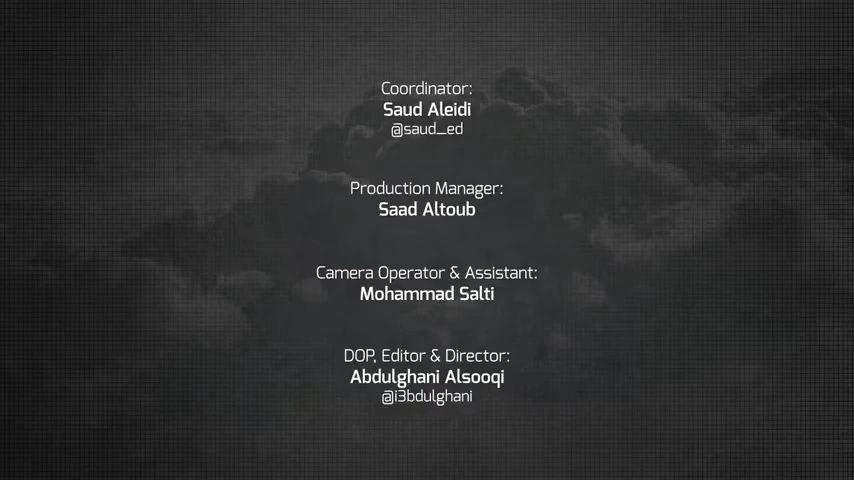 Coordinator:
Saud Aleidi
@saud_ed
Production Manager:
Saad Altoub
Camera Operator & Assistant:
Mohammad Salti
DOP, Editor & Director:
Abdulghani Alsooqi
@i3bdulghani